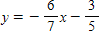 y = −6/7x − 3/5